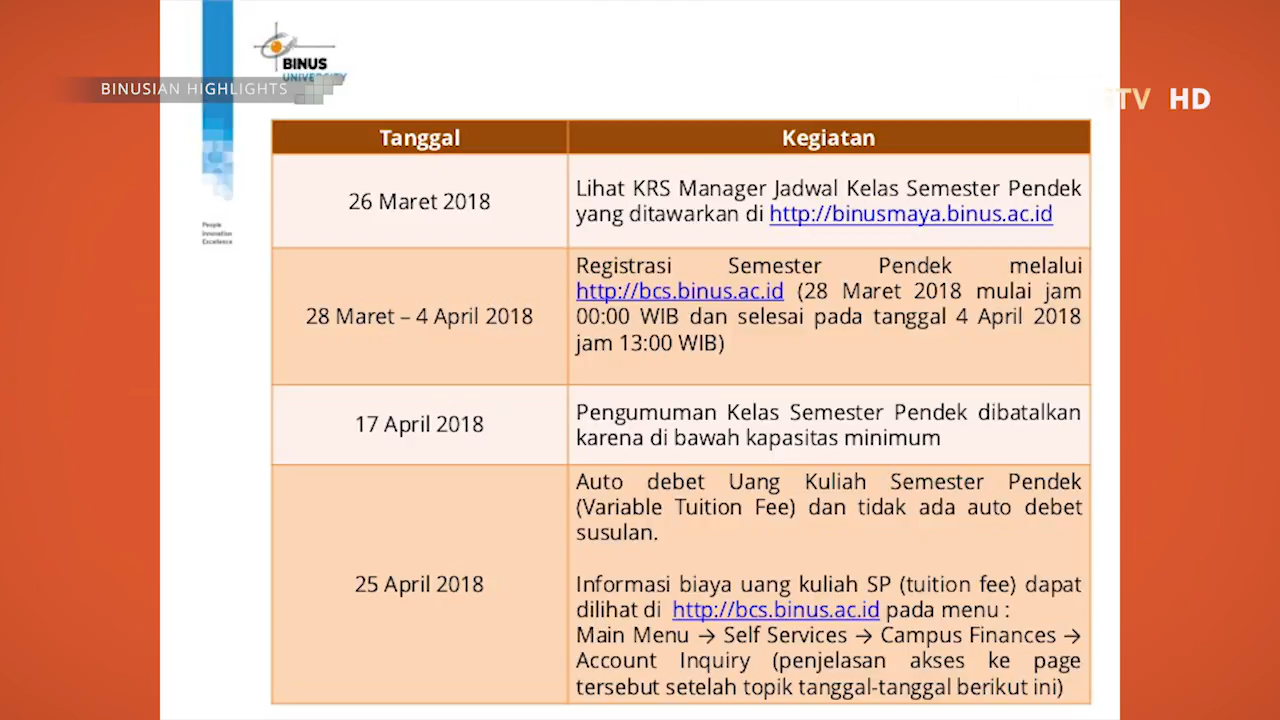 BINUS
UNIVERSITY
BINUSIAN HIGHLIGHTS
TV HD
People
Innovation
Excellence
Tanggal
Kegiatan
26 Maret 2018
Lihat KRS Manager Jadwal Kelas Semester Pendek
yang ditawarkan di http://binusmaya.binus.ac.id
28 Maret – 4 April 2018
Registrasi Semester Pendek melalui
http://bcs.binus.ac.id (28 Maret 2018 mulai jam
00:00 WIB dan selesai pada tanggal 4 April 2018
jam 13:00 WIB)
17 April 2018
Pengumuman Kelas Semester Pendek dibatalkan
karena di bawah kapasitas minimum
25 April 2018
Auto debet Uang Kuliah Semester Pendek
(Variable Tuition Fee) dan tidak ada auto debet
susulan.
Informasi biaya uang kuliah SP (tuition fee) dapat
dilihat di http://bcs.binus.ac.id pada menu :
Main Menu → Self Services → Campus Finances →
Account Inquiry (penjelasan akses ke page
tersebut setelah topik tanggal-tanggal berikut ini)